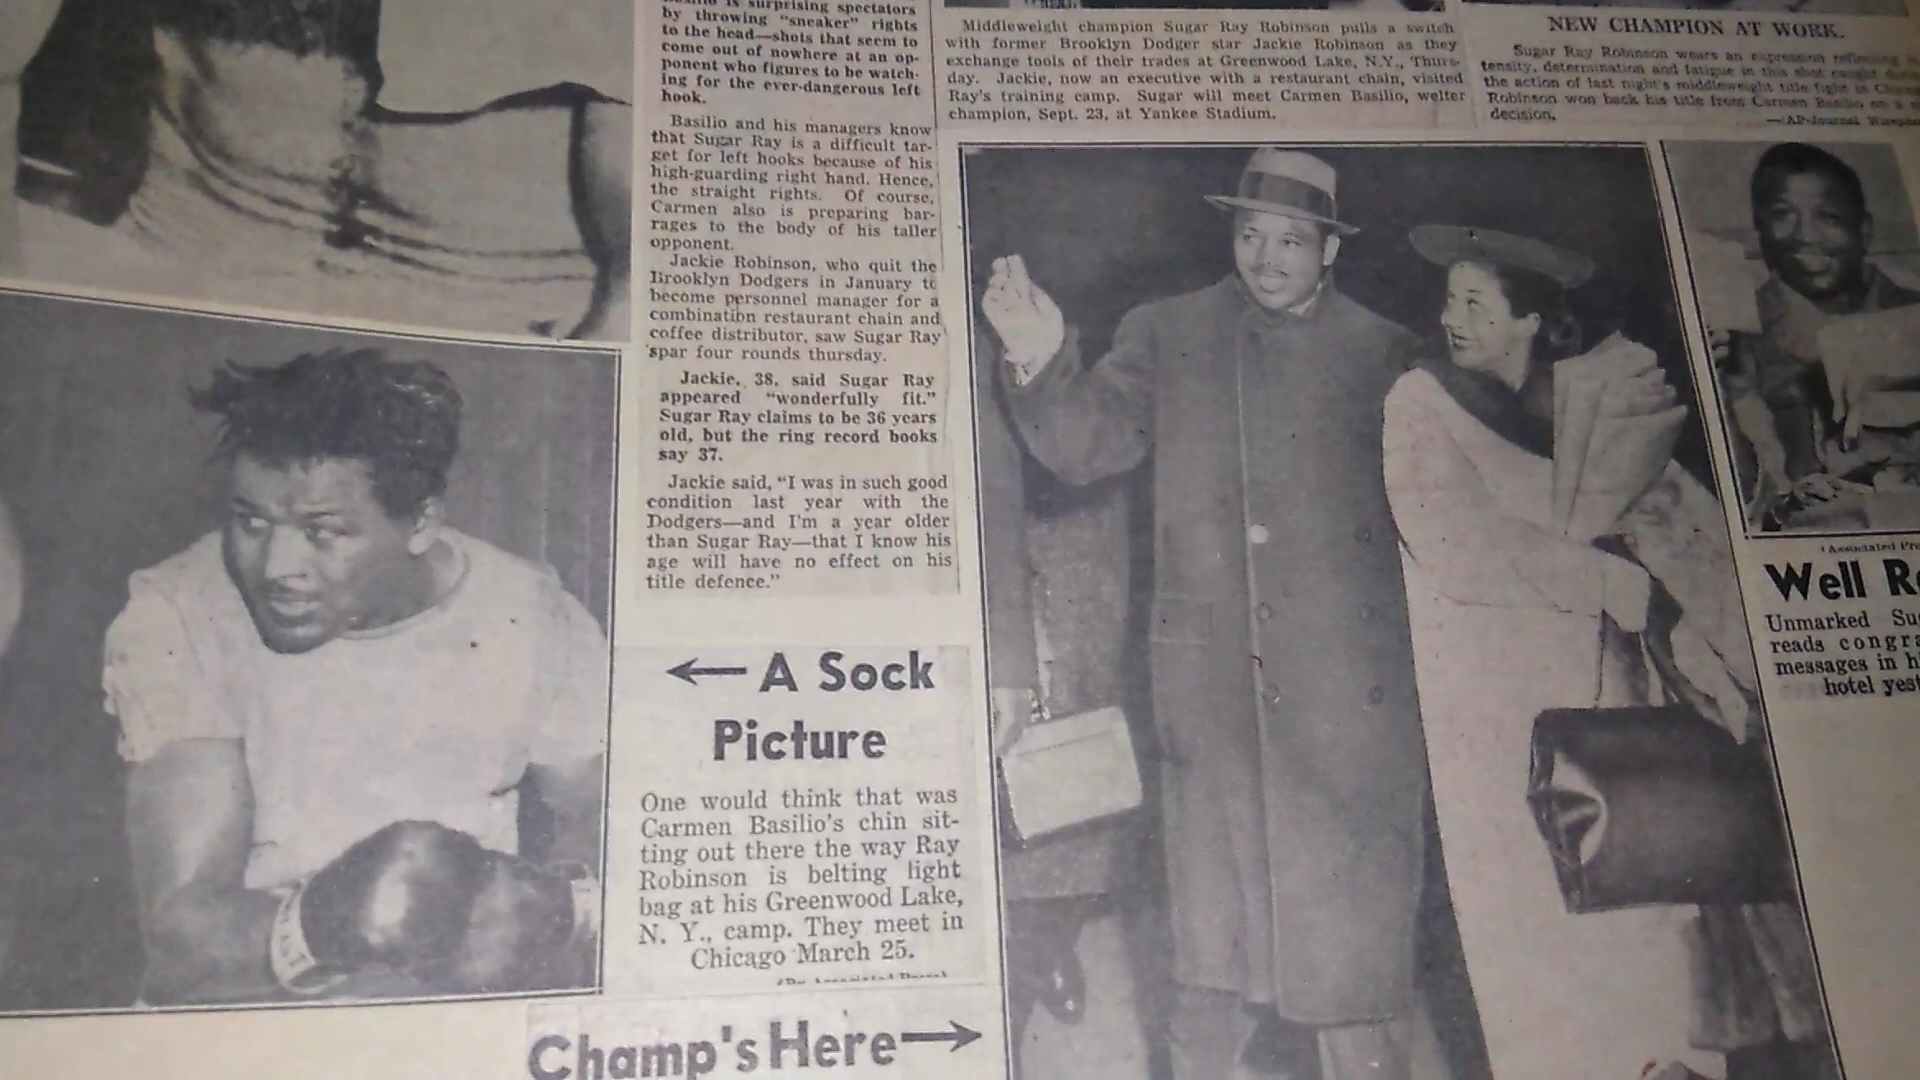 Basilio is surprising spectators
by throwing "sneaker" rights
to the head—shots that seem to
come out of nowhere at an op-
ponent who figures to be watch-
ing for the ever-dangerous left
hook.
Basilio and his managers know
that Sugar Ray is a difficult tar-
get for left hooks because of his
high-guarding right hand. Hence,
the straight rights. Of course,
Carmen also is preparing bar-
rages to the body of his taller
opponent.
Jackie Robinson, who quit the
Brooklyn Dodgers in January to
become personnel manager for a
combination restaurant chain and
coffee distributor, saw Sugar Ray
spar four rounds thursday.
Jackie, 38, said Sugar Ray
appeared "wonderfully fit."
Sugar Ray claims to be 36 years
old, but the ring record books
say 37.
Jackie said, "I was in such good
condition last year with the
Dodgers—and I'm a year older
than Sugar Ray—that I know his
age will have no effect on his
title defence."
←A Sock
Picture
One would think that was
Carmen Basilio's chin sit-
ting out there the way Ray
Robinson is belting light
bag at his Greenwood Lake,
N. Y., camp. They meet in
Chicago March 25.
Champ's Here→
Middleweight champion Sugar Ray Robinson pulls a switch
with former Brooklyn Dodger star Jackie Robinson as they
exchange tools of their trades at Greenwood Lake, N.Y., Thurs-
day. Jackie, now an executive with a restaurant chain, visited
Ray's training camp. Sugar will meet Carmen Basilio, welter
champion, Sept. 23, at Yankee Stadium.
NEW CHAMPION AT WORK.
Sugar Ray Robinson wears an expression reflecting
tensity, determination and fatigue in this shot caught
the action of last night's middleweight title fight in
Robinson won back his title from Carmen Basilio on a
decision.
—AP-Journal
(Associated
Well
Unmarked
reads
messages in
hotel